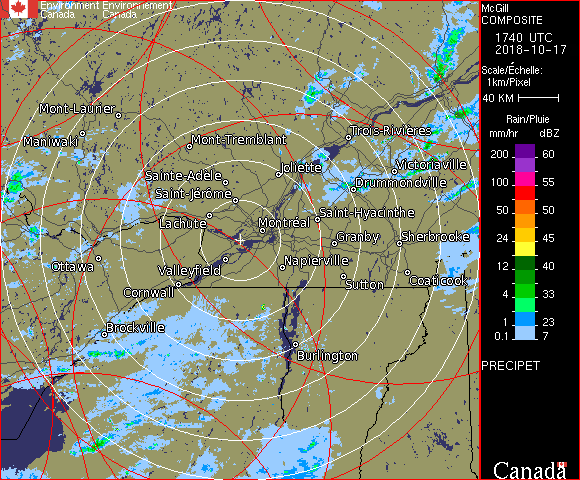 Environment Environnement
Canada Canada
McGill
COMPOSITE
1740 UTC
2018-10-17
Scale/Échelle:
1km/Pixel
40 KM
Rain/Pluie
mm/hr dBZ
200 60
100 55
50 50
24 45
12 40
4 33
1 23
0.1 7
PRECIPET
Mont-Laurier
Maniwaki
Mont-Tremblant
Trois-Rivières
Joliette
Victoriaville
Sainte-Adèle
Drummondville
Saint-Jérôme
Lachute
Saint-Hyacinthe
Montréal
Granby
Sherbrooke
Ottawa
Valleyfield
Napierville
Cornwall
Sutton
Coaticook
Brockville
Burlington
Canada